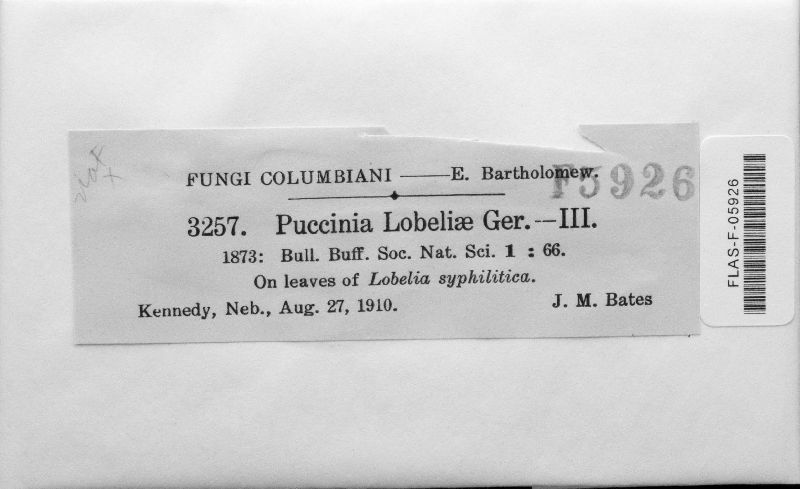 FUNGI COLUMBIANI —— E. Bartholomew.
F5926
3257. Puccinia Lobeliæ Ger.—III.
1873: Bull. Buff. Soc. Nat. Sci. 1 : 66.
On leaves of Lobelia syphilitica.
Kennedy, Neb., Aug. 27, 1910. J. M. Bates
FLAS-F-05926